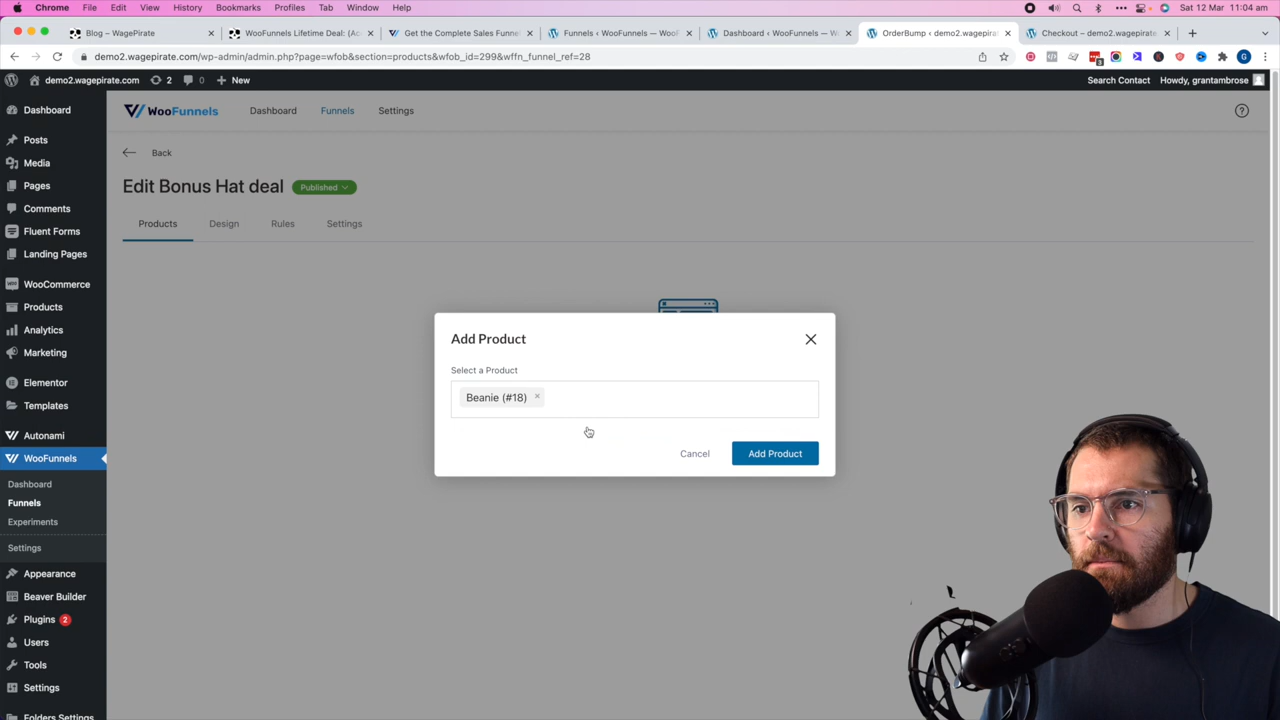 Chrome File Edit View History Bookmarks Profiles Tab Window Help Sat 12 Mar 11:04 am
Blog – WagePirate
WooFunnels Lifetime Deal: (Ac
Get the Complete Sales Funne
Funnels ‹ WooFunnels — WooF
Dashboard ‹ WooFunnels — W
OrderBump ‹ demo2.wagepirat
Checkout – demo2.wagepirate
demo2.wagepirate.com/wp-admin/admin.php?page=wfob&section=products&wfob_id=299&wffn_funnel_ref=28
3
G
demo2.wagepirate.com 2 0 New Search Contact Howdy, grantambrose
Dashboard
Posts
Media
Pages
Comments
Fluent Forms
Landing Pages
WooCommerce
Products
Analytics
Marketing
Elementor
Templates
Autonami
WooFunnels
Dashboard
Funnels
Experiments
Settings
Appearance
Beaver Builder
Plugins 2
Users
Tools
Settings
Folders Settings
WooFunnels Dashboard Funnels Settings
Back
Edit Bonus Hat deal Published
Products Design Rules Settings
Add Product
Select a Product
Beanie (#18) ×
Cancel Add Product